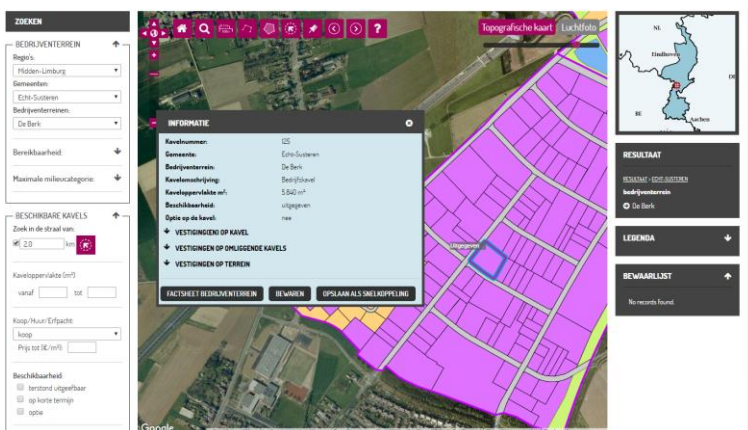 ZOEKEN
BEDRIJVENTERREIN
Regio's
Midden-Limburg
Gemeenten:
Echt-Susteren
Bedrijventerreinen:
De Berk
Bereikbaarheid:
Maximale milieucategorie:
BESCHIKBARE KAVELS
Zoek in de straal van:
2.0 km
Kaveloppervlakte (m²):
vanaf tot
Koop/Huur/Erfpacht:
koop
Prijs tot (€/m²):
Beschikbaarheid:
terstond uitgeefbaar
op korte termijn
optie
?
Topografische kaart Luchtfoto
INFORMATIE
Kavelnummer: 125
Gemeente: Echt-Susteren
Bedrijventerrein: De Berk
Kavelomschrijving: Bedrijfskavel
Kaveloppervlakte m²: 5.840 m²
Beschikbaarheid: uitgegeven
Optie op de kavel: nee
VESTIGING(EN) OP KAVEL
VESTIGINGEN OP OMLIGGENDE KAVELS
VESTIGINGEN OP TERREIN
FACTSHEET BEDRIJVENTERREIN BEWAREN OPSLAAN ALS SNELKOPPELING
Uitgegeven
Google
NL
Eindhoven
BE
Aachen
RESULTAAT
RESULTAAT - ECHT-SUSTEREN
bedrijventerrein
De Berk
LEGENDA
BEWAARLIJST
No records found.